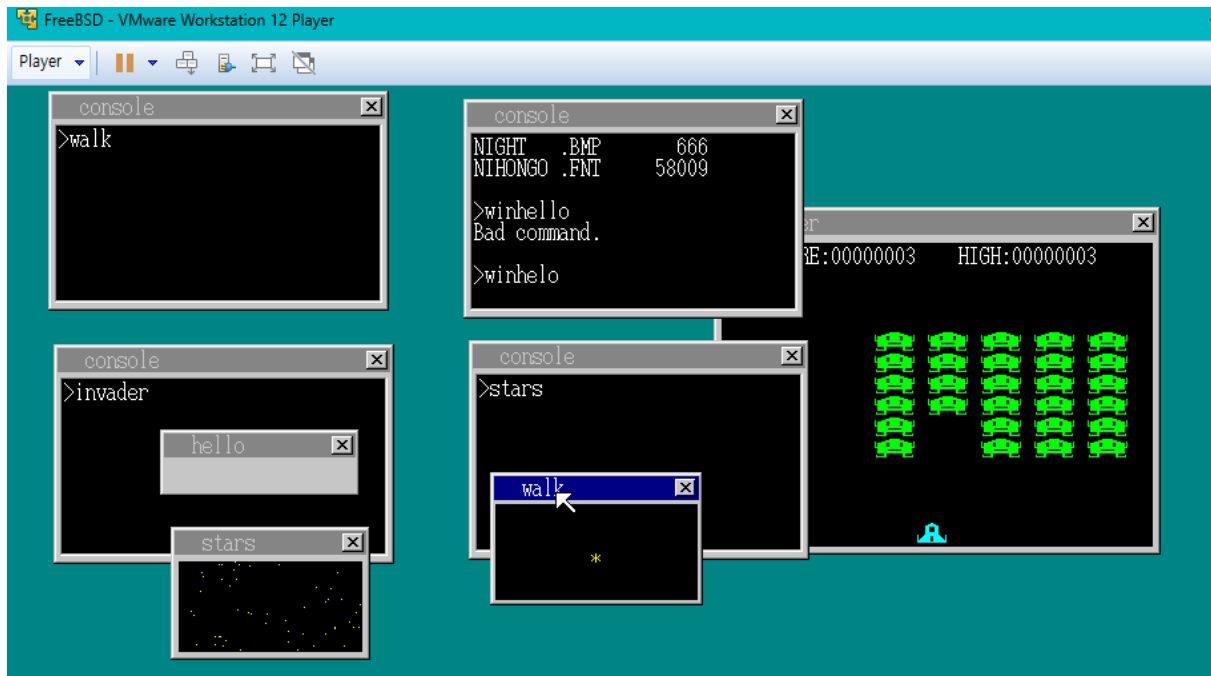 FreeBSD - VMware Workstation 12 Player
Player
console
>walk
console
NIGHT .BMP 666
NIHONGO .FNT 58009
>winhello
Bad command.
>winhelo
er
RE:00000003 HIGH:00000003
console
>invader
hello
stars
console
>stars
walk
*